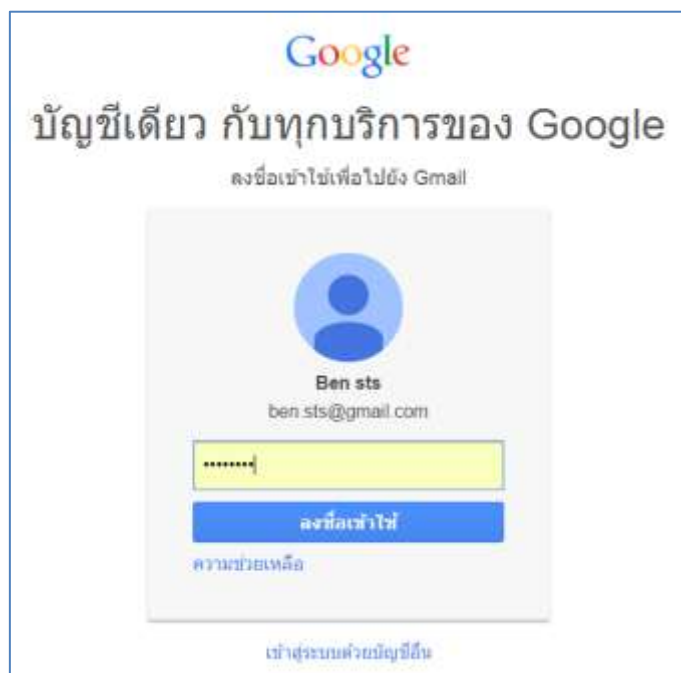 Google
บัญชีเดียว กับทุกบริการของ Google
ลงชื่อเข้าใช้เพื่อไปยัง Gmail
Ben sts
ben.sts@gmail.com
••••••••
ลงชื่อเข้าใช้
ความช่วยเหลือ
เข้าสู่ระบบด้วยบัญชีอื่น